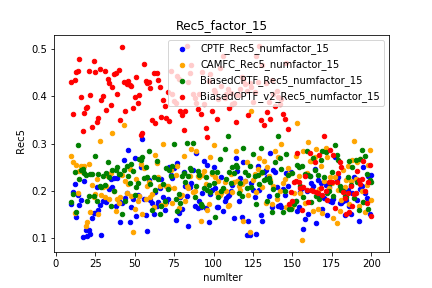 Rec5_factor_15
0.5
0.4
0.3
0.2
0.1
Rec5
CPTF_Rec5_numfactor_15
CAMFC_Rec5_numfactor_15
BiasedCPTF_Rec5_numfactor_15
BiasedCPTF_v2_Rec5_numfactor_15
0 25 50 75 100 125 150 175 200
numIter